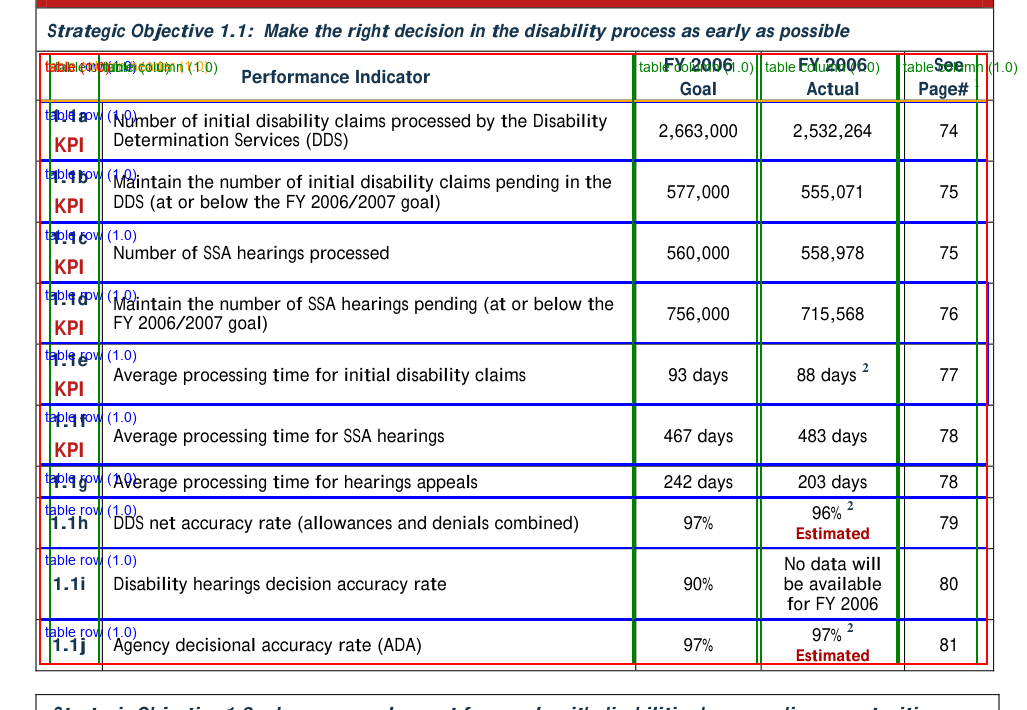 Strategic Objective 1.1: Make the right decision in the disability process as early as possible
Performance Indicator
FY 2006
Goal
FY 2006
Actual
See
Page#
table column (1.0)
table column (1.0)
table column (1.0)
table row (1.0)
1.1a
KPI
Number of initial disability claims processed by the Disability
Determination Services (DDS)
2,663,000
2,532,264
74
table row (1.0)
1.1b
KPI
Maintain the number of initial disability claims pending in the
DDS (at or below the FY 2006/2007 goal)
577,000
555,071
75
table row (1.0)
1.1c
KPI
Number of SSA hearings processed
560,000
558,978
75
table row (1.0)
1.1d
KPI
Maintain the number of SSA hearings pending (at or below the
FY 2006/2007 goal)
756,000
715,568
76
table row (1.0)
1.1e
KPI
Average processing time for initial disability claims
93 days
88 days 2
77
table row (1.0)
1.1f
KPI
Average processing time for SSA hearings
467 days
483 days
78
table row (1.0)
1.1g
Average processing time for hearings appeals
242 days
203 days
78
table row (1.0)
1.1h
DDS net accuracy rate (allowances and denials combined)
97%
96% 2
Estimated
79
table row (1.0)
1.1i
Disability hearings decision accuracy rate
90%
No data will
be available
for FY 2006
80
table row (1.0)
1.1j
Agency decisional accuracy rate (ADA)
97%
97% 2
Estimated
81